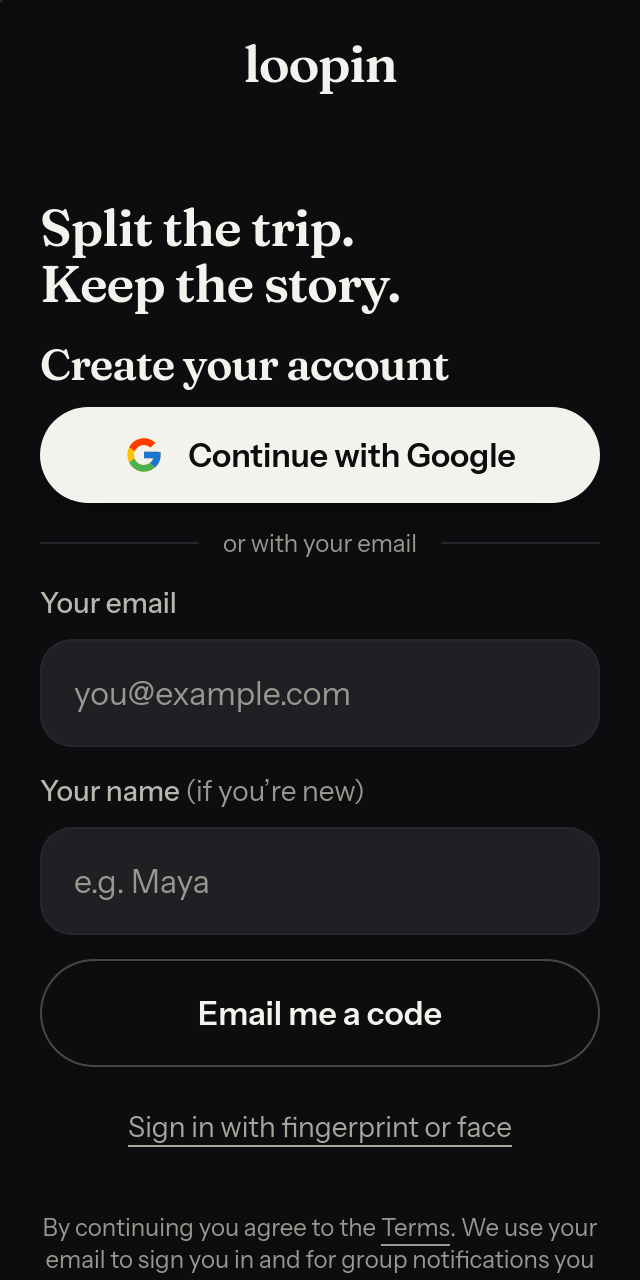 loopin
Split the trip.
Keep the story.
Create your account
Continue with Google
or with your email
Your email
you@example.com
Your name (if you’re new)
e.g. Maya
Email me a code
Sign in with fingerprint or face
By continuing you agree to the Terms. We use your
email to sign you in and for group notifications you